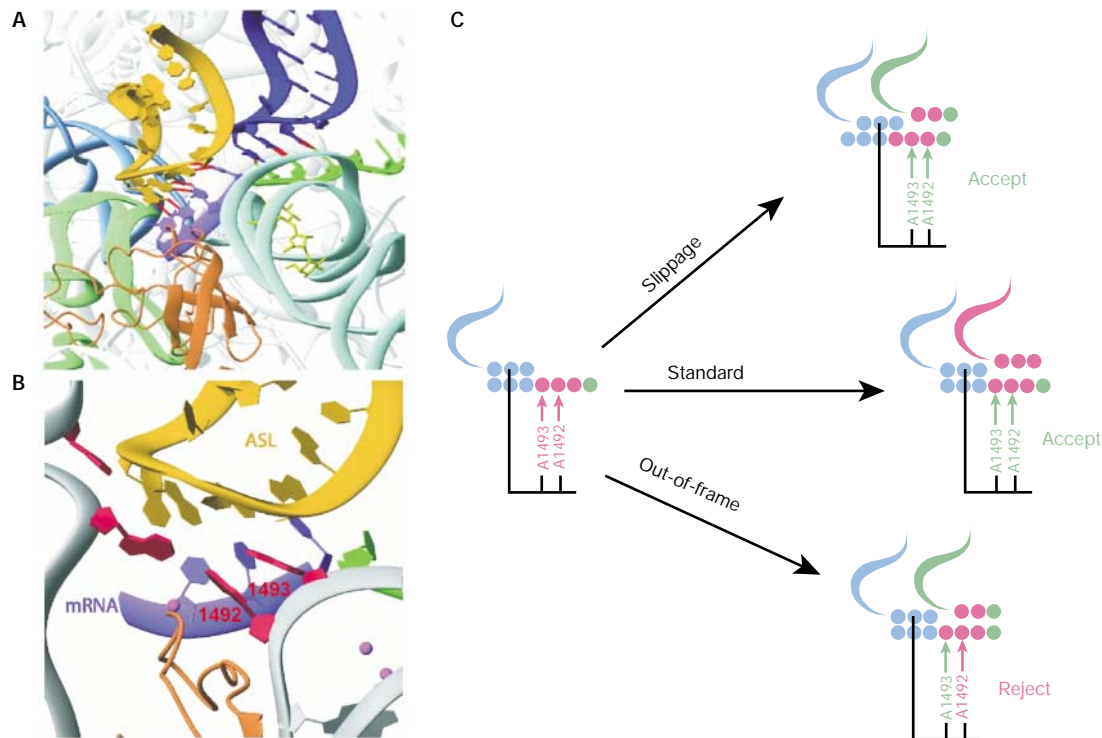 A
C
B
ASL
mRNA
1493
1492
Slippage
Standard
Out-of-frame
A1493
A1492
A1493
A1492
Accept
A1493
A1492
Accept
A1493
A1492
Reject